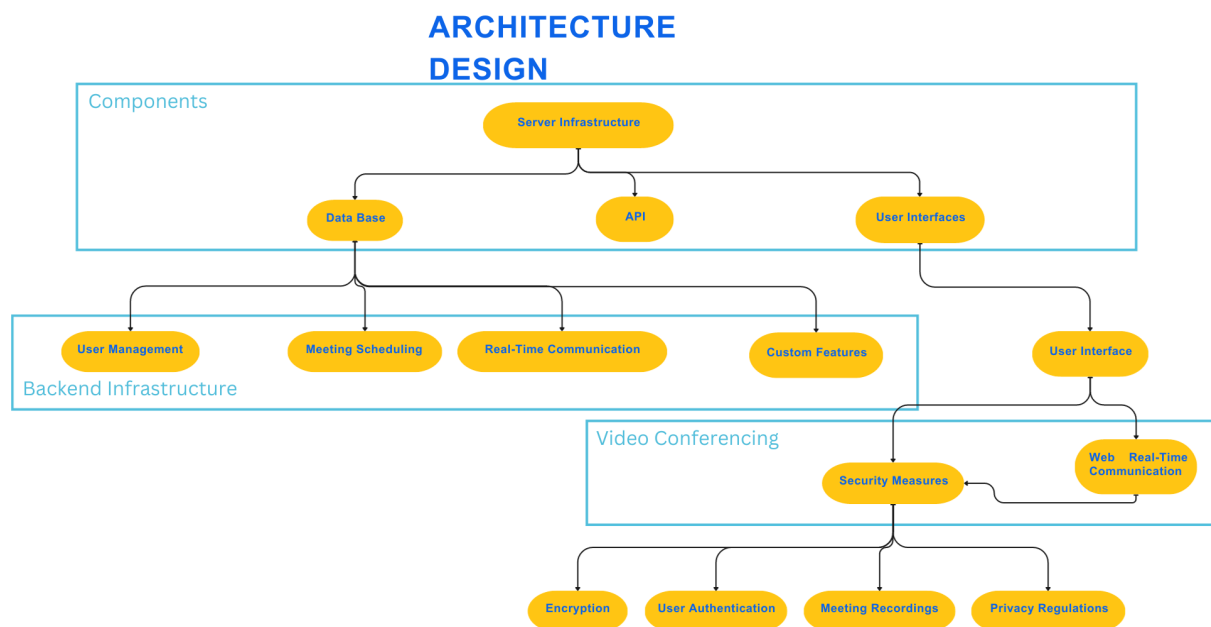 ARCHITECTURE
DESIGN
Components
Server Infrastructure
Data Base
API
User Interfaces
User Management
Meeting Scheduling
Real-Time Communication
Custom Features
User Interface
Backend Infrastructure
Video Conferencing
Web Real-Time
Communication
Security Measures
Encryption
User Authentication
Meeting Recordings
Privacy Regulations